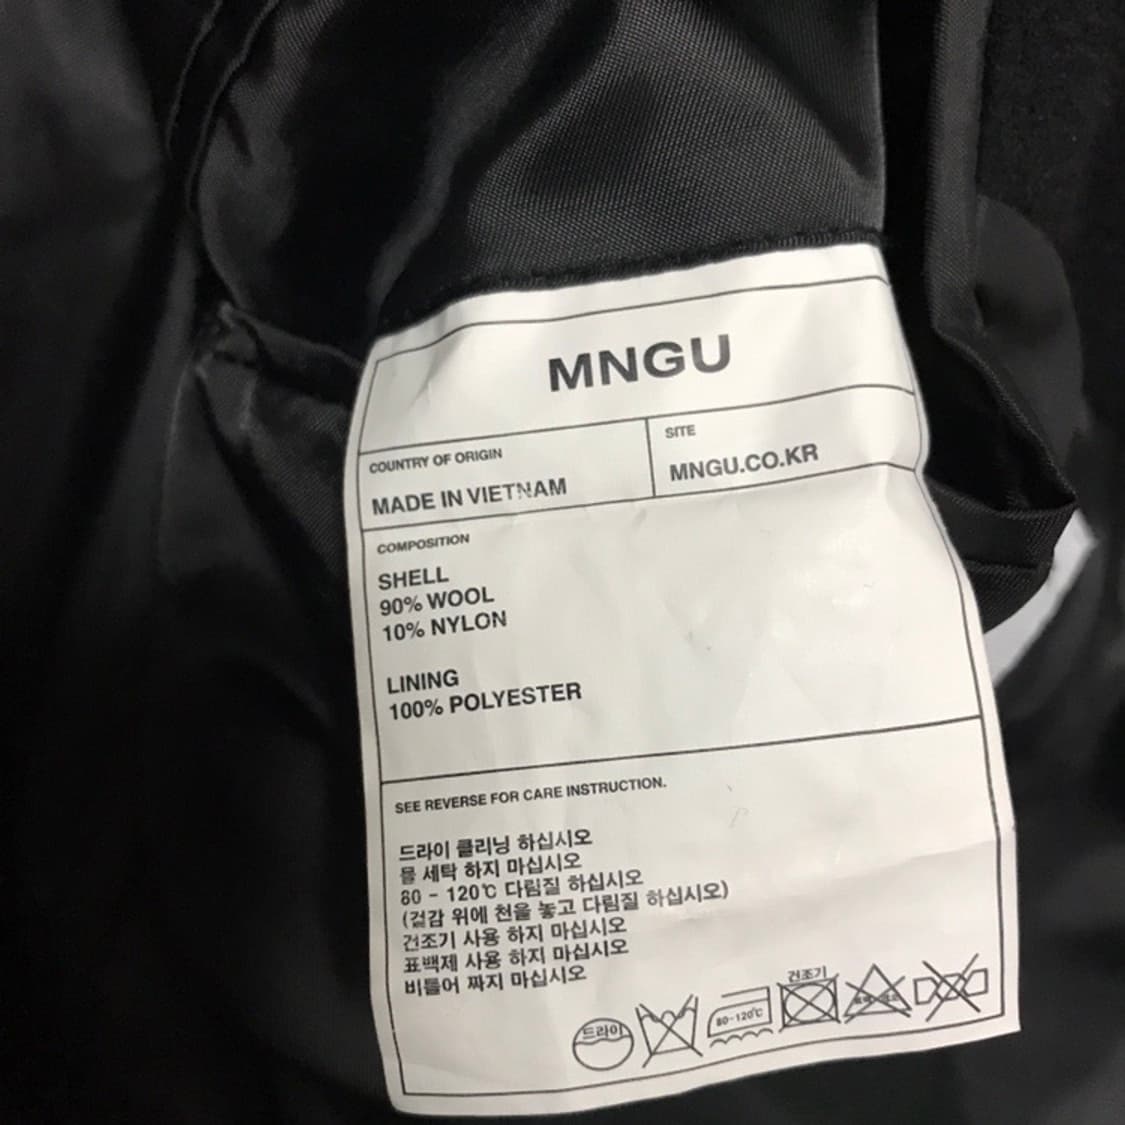 MNGU
COUNTRY OF ORIGIN
MADE IN VIETNAM
SITE
MNGU.CO.KR
COMPOSITION
SHELL
90% WOOL
10% NYLON
LINING
100% POLYESTER
SEE REVERSE FOR CARE INSTRUCTION.
드라이 클리닝 하십시오
물 세탁 하지 마십시오
80 - 120℃ 다림질 하십시오
(겉감 위에 천을 놓고 다림질 하십시오)
건조기 사용 하지 마십시오
표백제 사용 하지 마십시오
비틀어 짜지 마십시오
드라이
80-120℃
건조기